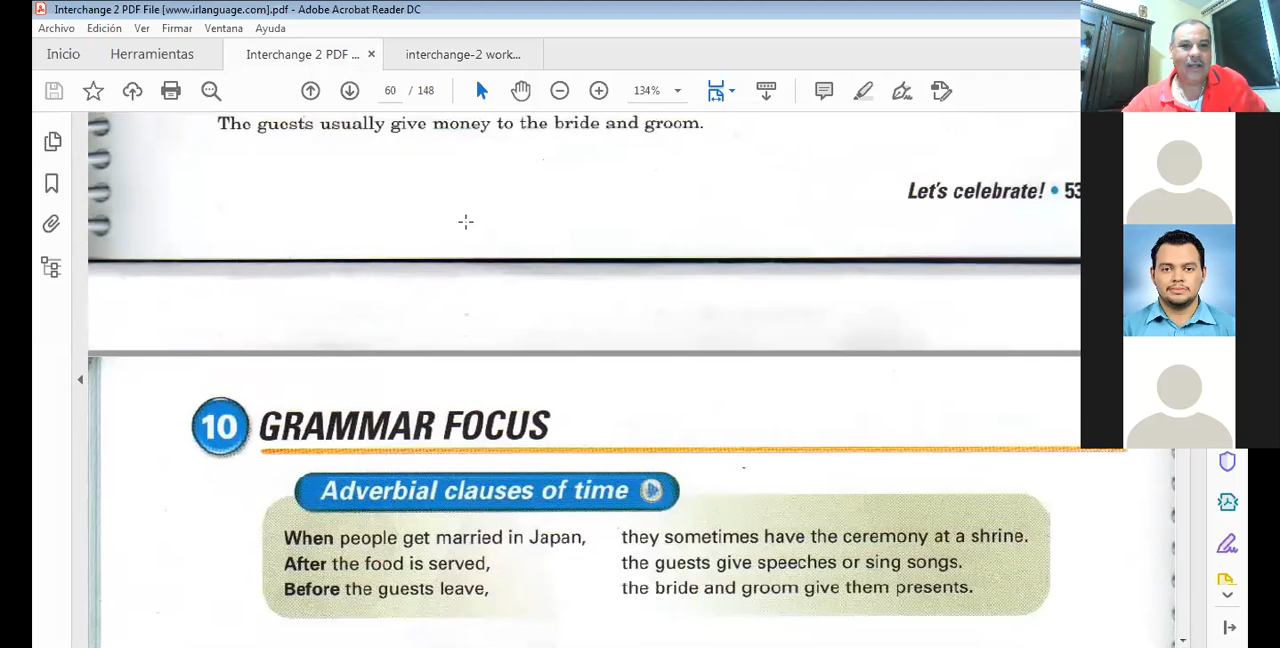 Interchange 2 PDF File [www.irlanguage.com].pdf - Adobe Acrobat Reader DC
Archivo Edición Ver Firmar Ventana Ayuda
Inicio Herramientas Interchange 2 PDF ... × interchange-2 work...
60 / 148 134%
The guests usually give money to the bride and groom.
Let's celebrate! • 53
10 GRAMMAR FOCUS
Adverbial clauses of time
When people get married in Japan, they sometimes have the ceremony at a shrine.
After the food is served, the guests give speeches or sing songs.
Before the guests leave, the bride and groom give them presents.